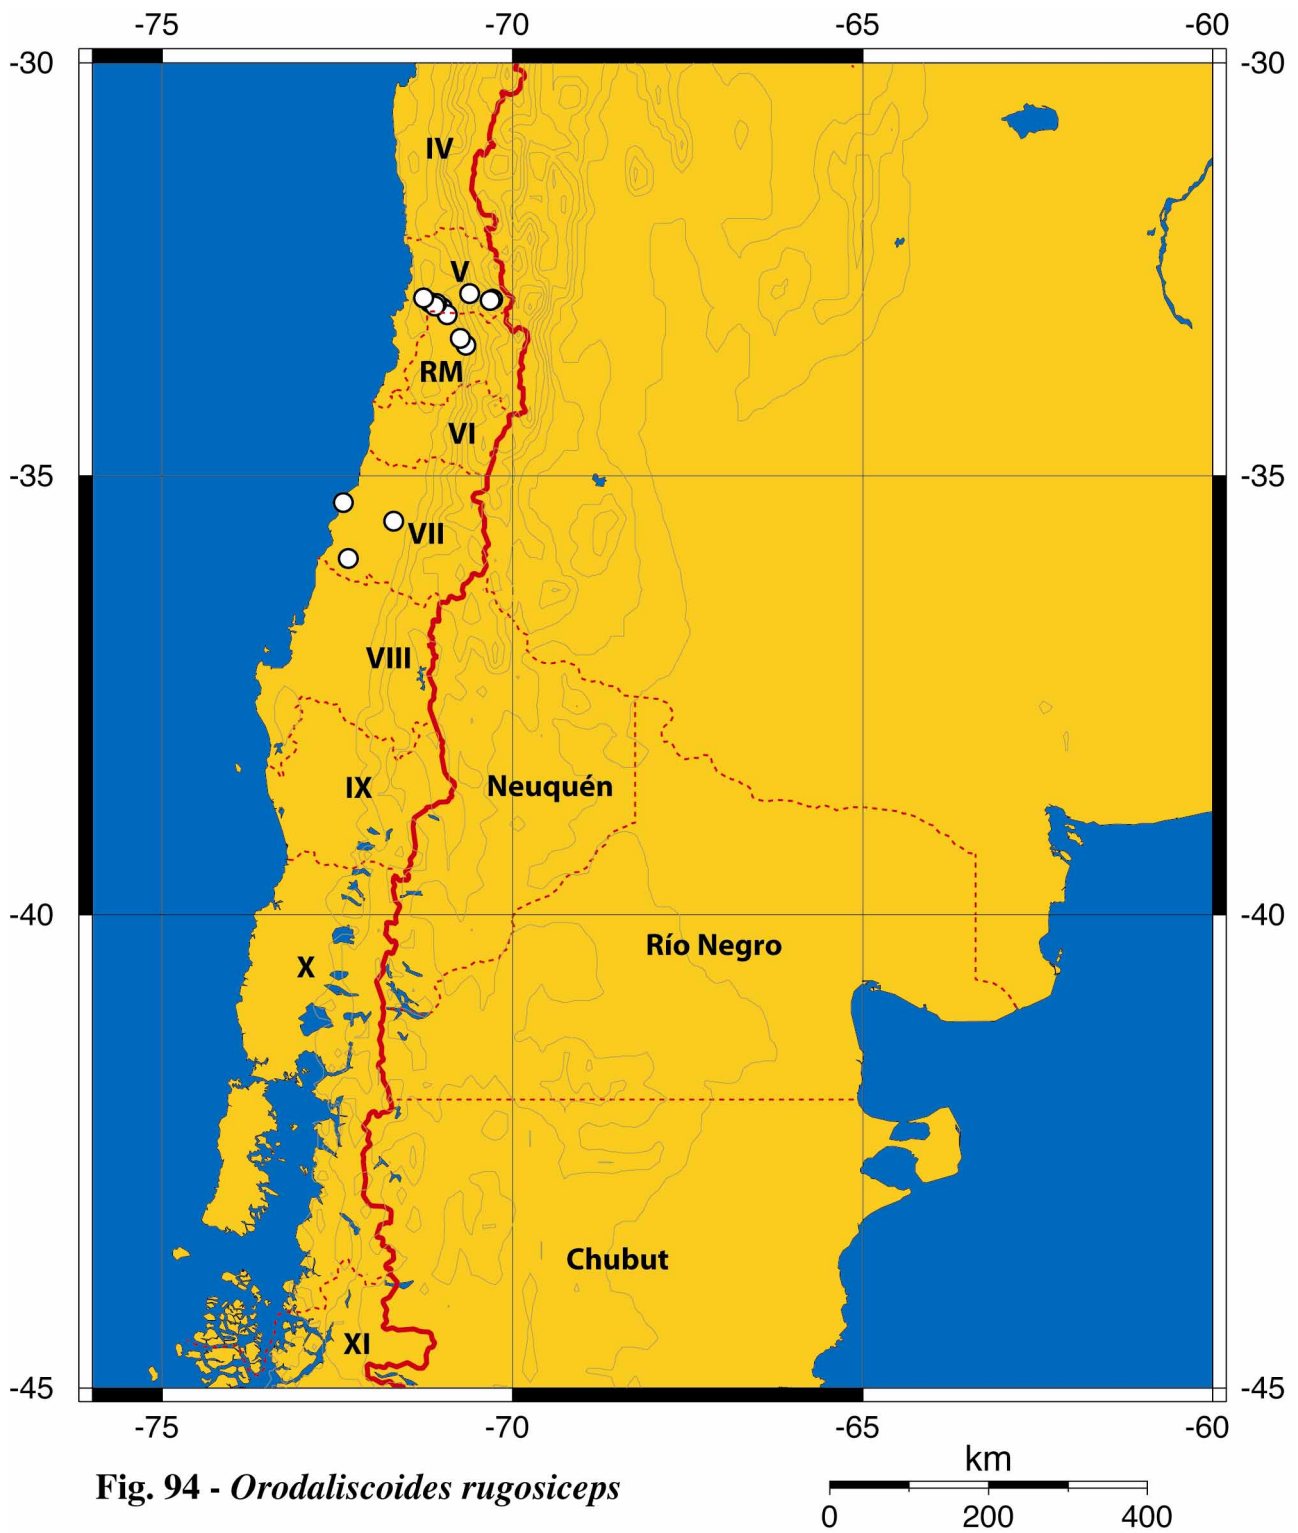 -75 -70 -65 -60
-30 -30
IV
V
RM
VI
-35 -35
VII
VIII
IX Neuquén
-40 -40
Río Negro
X
Chubut
XI
-45 -45
-75 -70 -65 -60
km
Fig. 94 - Orodaliscoides rugosiceps
0 200 400